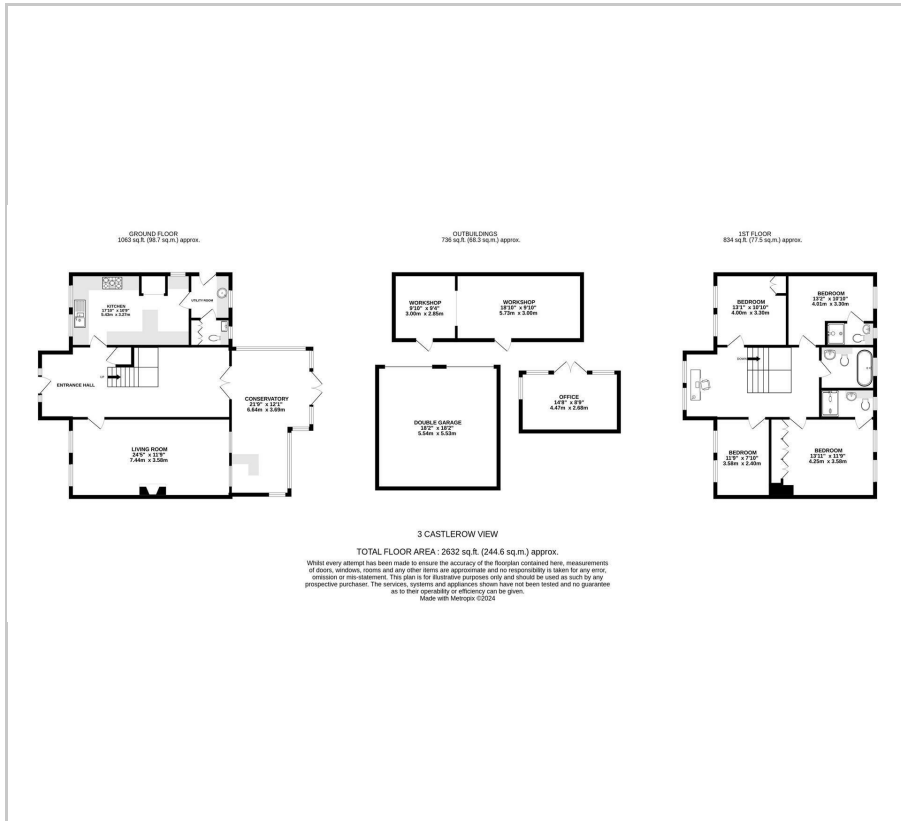 GROUND FLOOR
1063 sq.ft. (98.7 sq.m.) approx.
KITCHEN
17'10" x 10'9"
5.43m x 3.27m
UTILITY ROOM
ENTRANCE HALL
UP
CONSERVATORY
21'9" x 12'1"
6.64m x 3.69m
LIVING ROOM
24'5" x 11'9"
7.44m x 3.58m
OUTBUILDINGS
736 sq.ft. (68.3 sq.m.) approx.
WORKSHOP
9'10" x 9'4"
3.00m x 2.85m
WORKSHOP
18'10" x 9'10"
5.73m x 3.00m
DOUBLE GARAGE
18'2" x 18'2"
5.54m x 5.53m
OFFICE
14'8" x 8'9"
4.47m x 2.68m
1ST FLOOR
834 sq.ft. (77.5 sq.m.) approx.
BEDROOM
13'1" x 10'10"
4.00m x 3.30m
BEDROOM
13'2" x 10'10"
4.01m x 3.30m
DOWN
BEDROOM
11'9" x 7'10"
3.58m x 2.40m
BEDROOM
13'11" x 11'9"
4.25m x 3.58m
3 CASTLEROW VIEW
TOTAL FLOOR AREA : 2632 sq.ft. (244.6 sq.m.) approx.
Whilst every attempt has been made to ensure the accuracy of the floorplan contained here, measurements
of doors, windows, rooms and any other items are approximate and no responsibility is taken for any error,
omission or mis-statement. This plan is for illustrative purposes only and should be used as such by any
prospective purchaser. The services, systems and appliances shown have not been tested and no guarantee
as to their operability or efficiency can be given.
Made with Metropix ©2024